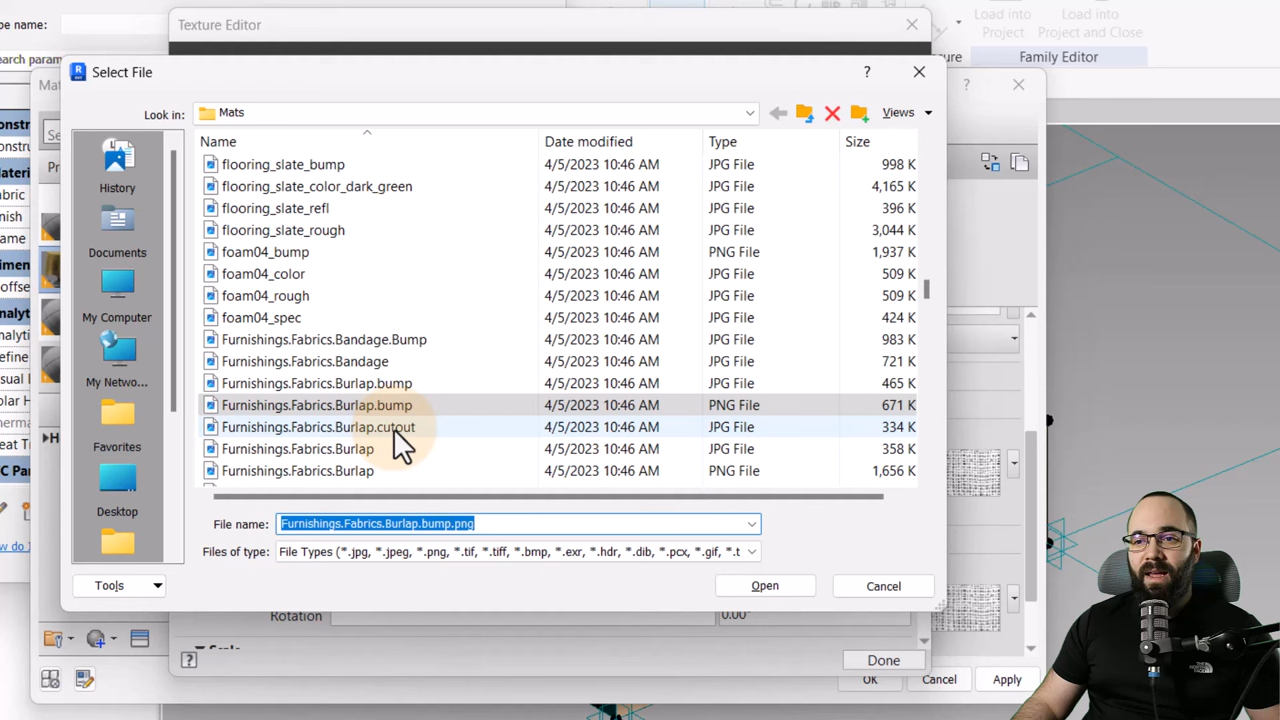 pe name:
Texture Editor
Load into
Project
Load into
Project and Close
Family Editor
earch param
Select File
Look in:
Mats
Views
Name
Date modified
Type
Size
flooring_slate_bump 4/5/2023 10:46 AM JPG File 998 K
flooring_slate_color_dark_green 4/5/2023 10:46 AM JPG File 4,165 K
flooring_slate_refl 4/5/2023 10:46 AM JPG File 396 K
flooring_slate_rough 4/5/2023 10:46 AM JPG File 3,044 K
foam04_bump 4/5/2023 10:46 AM PNG File 1,937 K
foam04_color 4/5/2023 10:46 AM JPG File 509 K
foam04_rough 4/5/2023 10:46 AM JPG File 509 K
foam04_spec 4/5/2023 10:46 AM JPG File 424 K
Furnishings.Fabrics.Bandage.Bump 4/5/2023 10:46 AM JPG File 983 K
Furnishings.Fabrics.Bandage 4/5/2023 10:46 AM JPG File 721 K
Furnishings.Fabrics.Burlap.bump 4/5/2023 10:46 AM JPG File 465 K
Furnishings.Fabrics.Burlap.bump 4/5/2023 10:46 AM PNG File 671 K
Furnishings.Fabrics.Burlap.cutout 4/5/2023 10:46 AM JPG File 334 K
Furnishings.Fabrics.Burlap 4/5/2023 10:46 AM JPG File 358 K
Furnishings.Fabrics.Burlap 4/5/2023 10:46 AM PNG File 1,656 K
History
Documents
My Computer
My Netwo...
Favorites
Desktop
File name:
Furnishings.Fabrics.Burlap.bump.png
Files of type:
File Types (*.jpg, *.jpeg, *.png, *.tif, *.tiff, *.bmp, *.exr, *.hdr, *.dib, *.pcx, *.gif, *.t
Tools
Open
Cancel
Rotation
0.00°
Scale
Done
OK
Cancel
Apply